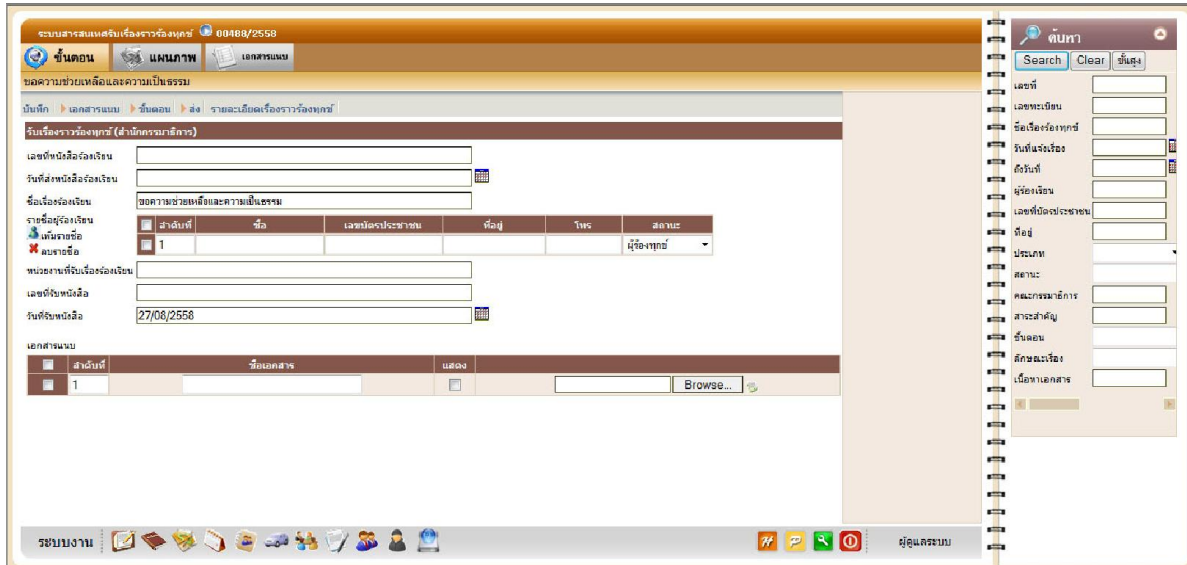 ระบบสารสนเทศรับเรื่องราวร้องทุกข์ 00488/2558
ขั้นตอน แผนภาพ เอกสารแนบ
ขอความช่วยเหลือและความเป็นธรรม
บันทึก เอกสารแนบ ขั้นตอน ส่ง รายละเอียดเรื่องราวร้องทุกข์
รับเรื่องราวร้องทุกข์ (สำนักกรรมาธิการ)
เลขที่หนังสือร้องเรียน
วันที่ส่งหนังสือร้องเรียน
ชื่อเรื่องร้องเรียน ขอความช่วยเหลือและความเป็นธรรม
รายชื่อผู้ร้องเรียน
เพิ่มรายชื่อ
ลบรายชื่อ
ลำดับที่ ชื่อ เลขบัตรประชาชน ที่อยู่ โทร สถานะ
1 ผู้ร้องทุกข์
หน่วยงานที่รับเรื่องร้องเรียน
เลขที่รับหนังสือ
วันที่รับหนังสือ 27/08/2558
เอกสารแนบ
ลำดับที่ ชื่อเอกสาร แสดง
1 Browse...
ระบบงาน
ผู้ดูแลระบบ
ค้นหา
Search Clear ขั้นสูง
เลขที่
เลขทะเบียน
ชื่อเรื่องร้องทุกข์
วันที่แจ้งเรื่อง
ถึงวันที่
ผู้ร้องเรียน
เลขที่บัตรประชาชน
ที่อยู่
ประเภท
สถานะ
คณะกรรมาธิการ
สาระสำคัญ
ขั้นตอน
ลักษณะเรื่อง
เนื้อหาเอกสาร